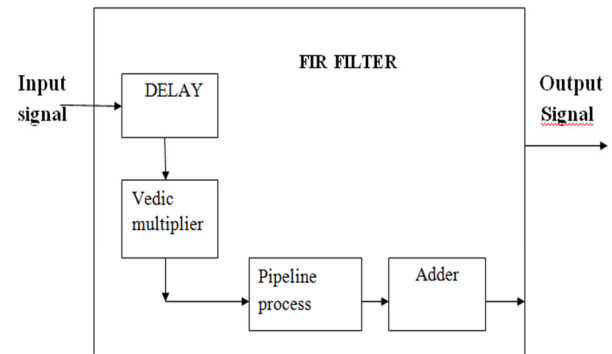 FIR FILTER
Input
signal
DELAY
Output
Signal
Vedic
multiplier
Pipeline
process
Adder